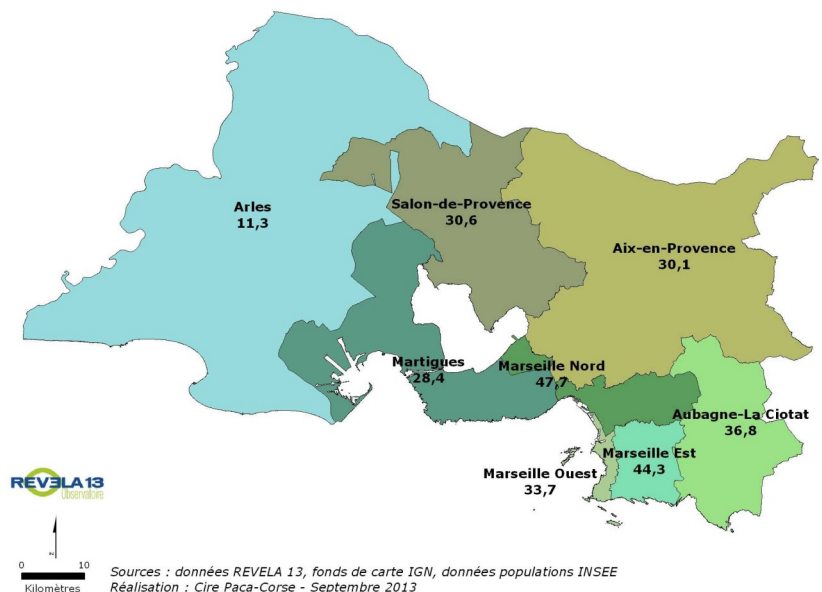 Arles
11,3
Salon-de-Provence
30,6
Aix-en-Provence
30,1
Martigues
28,4
Marseille Nord
47,7
Aubagne-La Ciotat
36,8
Marseille Est
44,3
Marseille Ouest
33,7
REVELA13
Observatoire
N
0 10
Kilomètres
Sources : données REVELA 13, fonds de carte IGN, données populations INSEE
Réalisation : Cire Paca-Corse - Septembre 2013